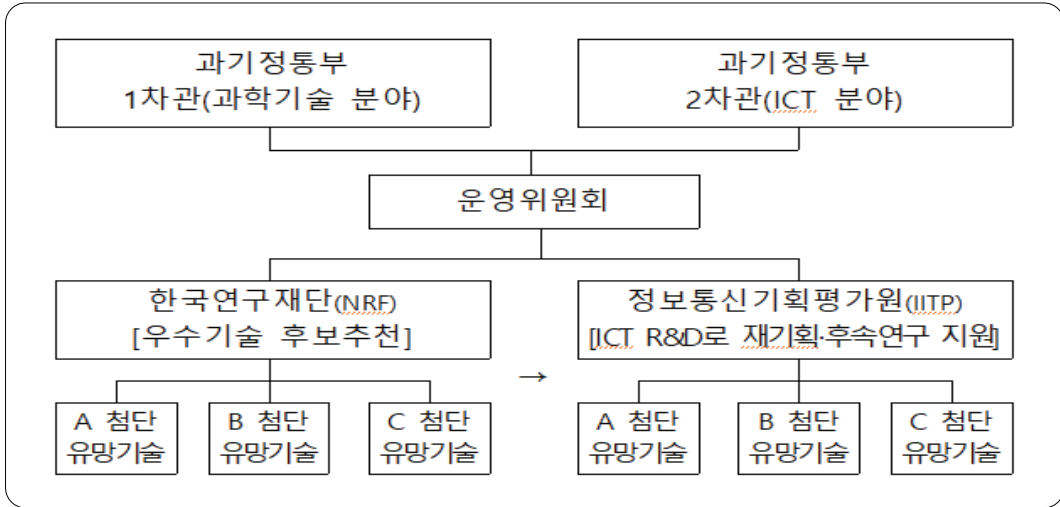 과기정통부
1차관(과학기술 분야)
과기정통부
2차관(ICT 분야)
운영위원회
한국연구재단(NRF)
[우수기술 후보추천]
정보통신기획평가원(IITP)
[ICT R&D로 재기획·후속연구 지원]
→
A 첨단
유망기술
B 첨단
유망기술
C 첨단
유망기술
A 첨단
유망기술
B 첨단
유망기술
C 첨단
유망기술